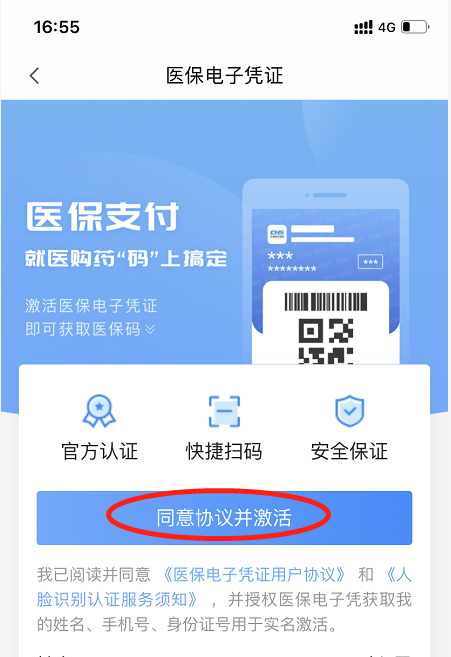 16:55
4G
医保电子凭证
医保支付
就医购药“码”上搞定
激活医保电子凭证
即可获取医保码
CHS
***
********
***
官方认证
快捷扫码
安全保证
同意协议并激活
我已阅读并同意 《医保电子凭证用户协议》 和 《人
脸识别认证服务须知》 ，并授权医保电子凭获取我
的姓名、手机号、身份证号用于实名激活。